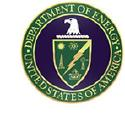 DEPARTMENT OF ENERGY
UNITED STATES OF AMERICA